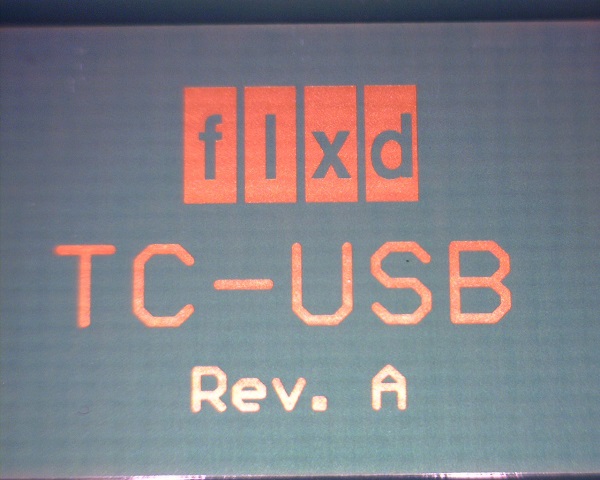 flxd
TC-USB
Rev. A